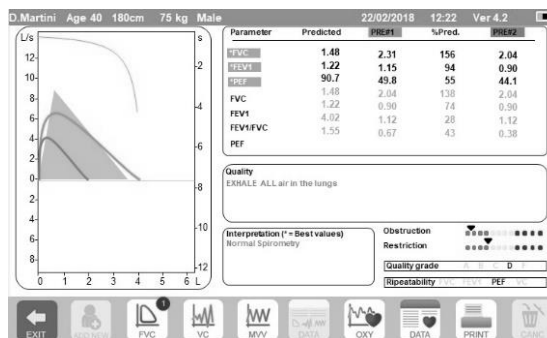 D.Martini Age 40 180cm 75 kg Male 22/02/2018 12:22 Ver 4.2
L/s s
Parameter Predicted PRE#1 %Pred. PRE#2
*FVC 1.48 2.31 156 2.04
*FEV1 1.22 1.15 94 0.90
*PEF 90.7 49.8 55 44.1
FVC 1.48 2.04 138 2.04
FEV1 1.22 0.90 74 0.90
FEV1/FVC 4.02 1.12 28 1.12
PEF 1.55 0.67 43 0.38
12
10
8
6
4
2
0
2
4
6
8
2
4
6
8
10
12
0 1 2 3 4 5 6 L
Quality
EXHALE ALL air in the lungs
Interpretation (* = Best values)
Normal Spirometry
Obstruction
Restriction
Quality grade A B C D F
Repeatability FVC FEV1 PEF VC
1
EXIT ADD NEW FVC VC MVV DATA OXY DATA PRINT CANC